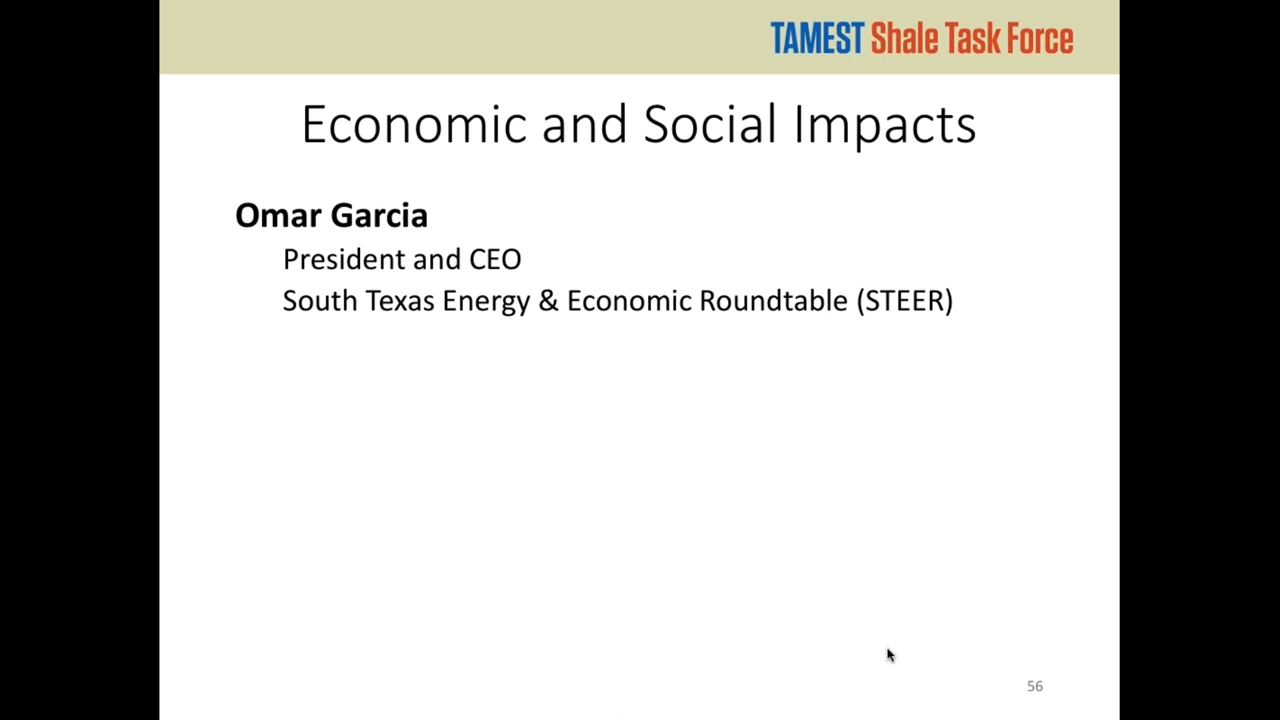 TAMEST Shale Task Force
Economic and Social Impacts
Omar Garcia
President and CEO
South Texas Energy & Economic Roundtable (STEER)
56